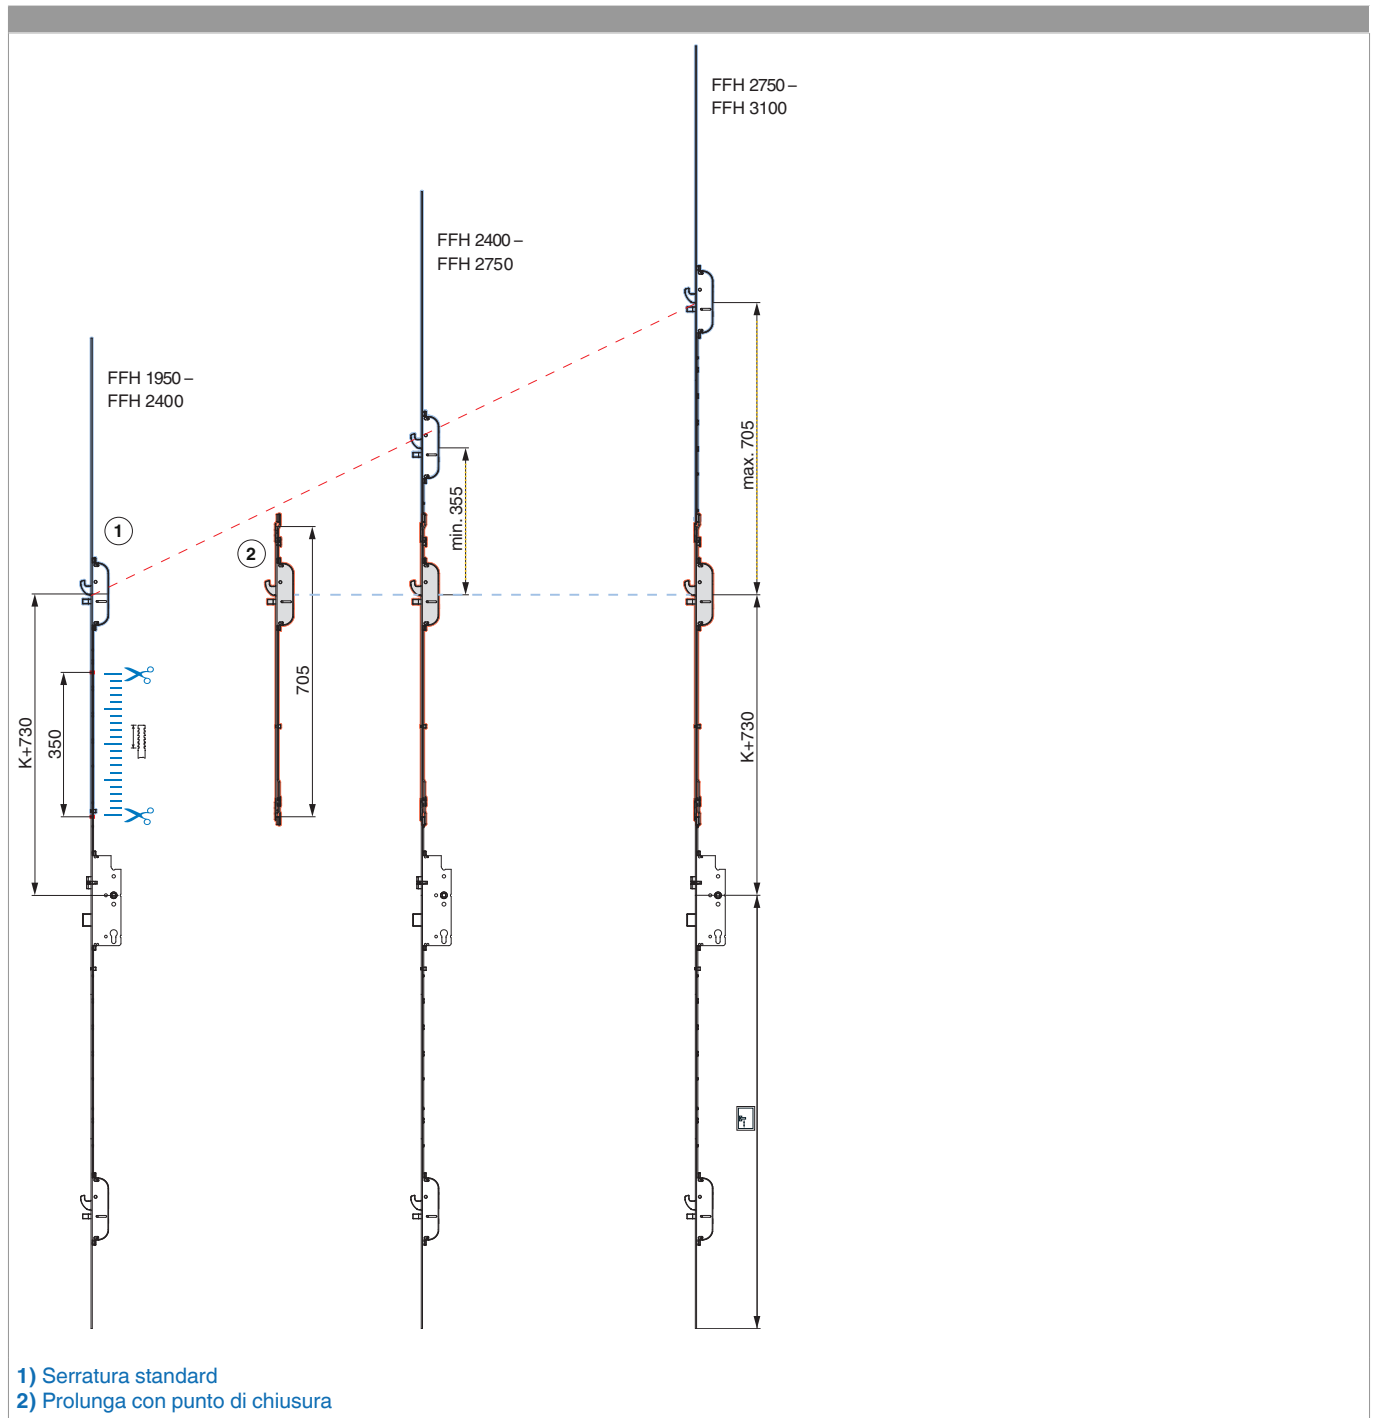 FFH 2750 –
FFH 3100
FFH 2400 –
FFH 2750
FFH 1950 –
FFH 2400
1
2
max. 705
min. 355
705
K+730
350
K+730
1) Serratura standard
2) Prolunga con punto di chiusura